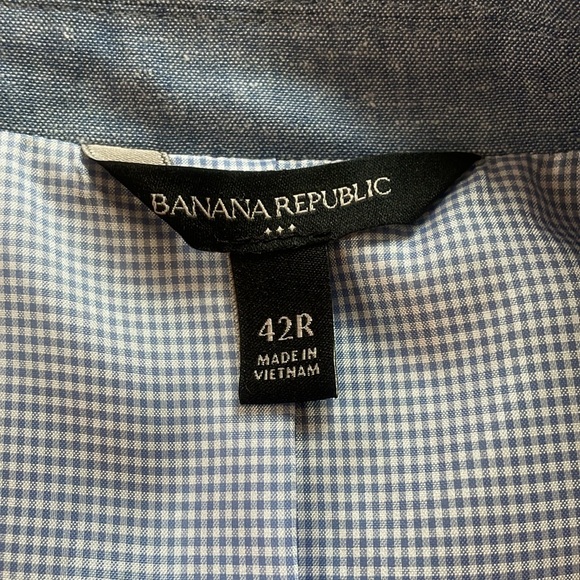 BANANA REPUBLIC
42R
MADE IN
VIETNAM